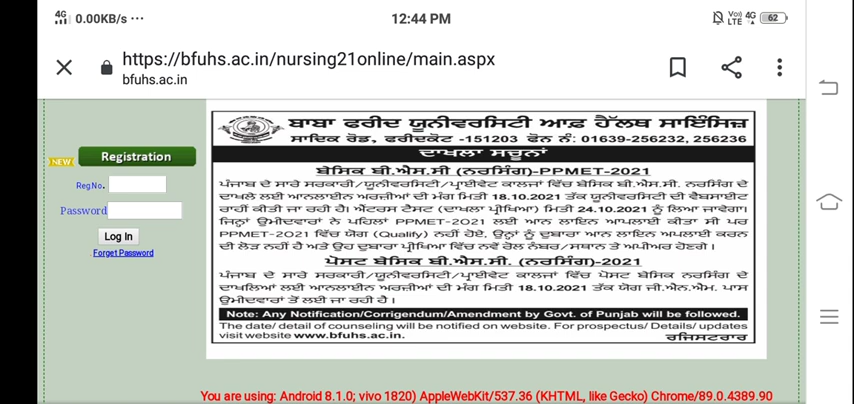 4G 0.00KB/s ··· 12:44 PM Vo) LTE 4G 62
https://bfuhs.ac.in/nursing21online/main.aspx
bfuhs.ac.in
NEW Registration
Reg No.
Password
Log In
Forget Password
ਬਾਬਾ ਫਰੀਦ ਯੂਨੀਵਰਸਿਟੀ ਆਫ ਹੈੱਲਥ ਸਾਇੰਸਿਜ਼
ਸਾਦਿਕ ਰੋਡ, ਫਰੀਦਕੋਟ -151203 ਫੋਨ ਨੰ: 01639-256232, 256236
ਦਾਖਲਾ ਸਚੂਨਾਂ
ਬੇਸਿਕ ਬੀ.ਐਸ.ਸੀ (ਨਰਸਿੰਗ)-PPMET-2021
ਪੰਜਾਬ ਦੇ ਸਾਰੇ ਸਰਕਾਰੀ/ਯੂਨੀਵਰਸਿਟੀ/ਪ੍ਰਾਈਵੇਟ ਕਾਲਜਾਂ ਵਿੱਚ ਬੇਸਿਕ ਬੀ.ਐਸ.ਸੀ. ਨਰਸਿੰਗ ਦੇ
ਦਾਖਲੇ ਲਈ ਆਨਲਾਈਨ ਅਰਜ਼ੀਆਂ ਦੀ ਮੰਗ ਮਿਤੀ 18.10.2021 ਤੱਕ ਯੂਨੀਵਰਸਿਟੀ ਦੀ ਵੈਬਸਾਈਟ
ਰਾਹੀਂ ਕੀਤੀ ਜਾ ਰਹੀ ਹੈ। ਐਂਟਰਸ ਟੈਸਟ (ਦਾਖਲਾ ਪ੍ਰੀਖਿਆ) ਮਿਤੀ 24.10.2021 ਨੂੰ ਲਿਆ ਜਾਵੇਗਾ।
ਜਿਨ੍ਹਾਂ ਉਮੀਦਵਾਰਾਂ ਨੇ ਪਹਿਲਾਂ PPMET-2021 ਲਈ ਆਨ ਲਾਇਨ ਅਪਲਾਈ ਕੀਤਾ ਸੀ ਪਰ
PPMET-2021 ਵਿੱਚ ਯੋਗ (Qualify) ਨਹੀਂ ਹੋਏ, ਉਨ੍ਹਾਂ ਨੂੰ ਦੁਬਾਰਾ ਆਨ ਲਾਇਨ ਅਪਲਾਈ ਕਰਨ
ਦੀ ਲੋੜ ਨਹੀਂ ਹੈ ਅਤੇ ਉਹ ਦੁਬਾਰਾ ਪ੍ਰੀਖਿਆ ਵਿੱਚ ਨਵੇਂ ਰੋਲ ਨੰਬਰ/ਸਥਾਨ ਤੇ ਅਪੀਅਰ ਹੋਣਗੇ।
ਪੋਸਟ ਬੇਸਿਕ ਬੀ.ਐਸ.ਸੀ. (ਨਰਸਿੰਗ)-2021
ਪੰਜਾਬ ਦੇ ਸਾਰੇ ਸਰਕਾਰੀ/ਯੂਨੀਵਰਸਿਟੀ/ਪ੍ਰਾਈਵੇਟ ਕਾਲਜਾਂ ਵਿੱਚ ਪੋਸਟ ਬੇਸਿਕ ਨਰਸਿੰਗ ਦੇ
ਦਾਖਲਿਆਂ ਲਈ ਆਨਲਾਈਨ ਅਰਜ਼ੀਆਂ ਦੀ ਮੰਗ ਮਿਤੀ 18.10.2021 ਤੱਕ ਯੋਗ ਜੀ.ਐਨ.ਐਮ. ਪਾਸ
ਉਮੀਦਵਾਰਾਂ ਤੋਂ ਲਈ ਜਾ ਰਹੀ ਹੈ।
Note: Any Notification/Corrigendum/Amendment by Govt. of Punjab will be followed.
The date/ detail of counseling will be notified on website. For prospectus/ Details/ updates
visit website www.bfuhs.ac.in. ਰਜਿਸਟਰਾਰ
You are using: Android 8.1.0; vivo 1820) AppleWebKit/537.36 (KHTML, like Gecko) Chrome/89.0.4389.90